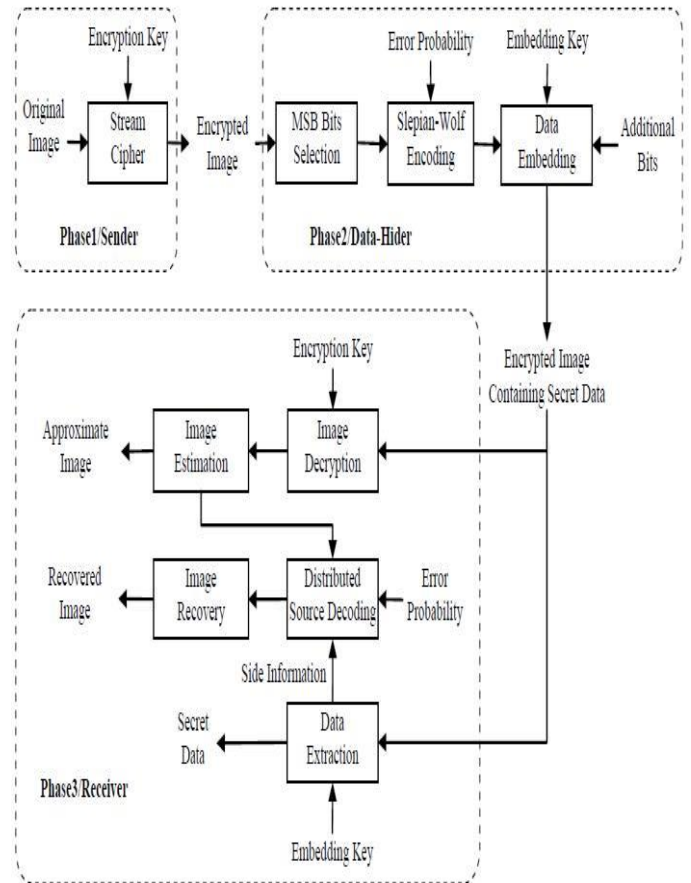 Encryption Key
Original
Image
Stream
Cipher
Encrypted
Image
Phase1/Sender
Error Probability
Embedding Key
MSB Bits
Selection
Slepian-Wolf
Encoding
Data
Embedding
Additional
Bits
Phase2/Data-Hider
Encrypted Image
Containing Secret Data
Encryption Key
Approximate
Image
Image
Estimation
Image
Decryption
Recovered
Image
Image
Recovery
Distributed
Source Decoding
Error
Probability
Side Information
Secret
Data
Data
Extraction
Phase3/Receiver
Embedding Key